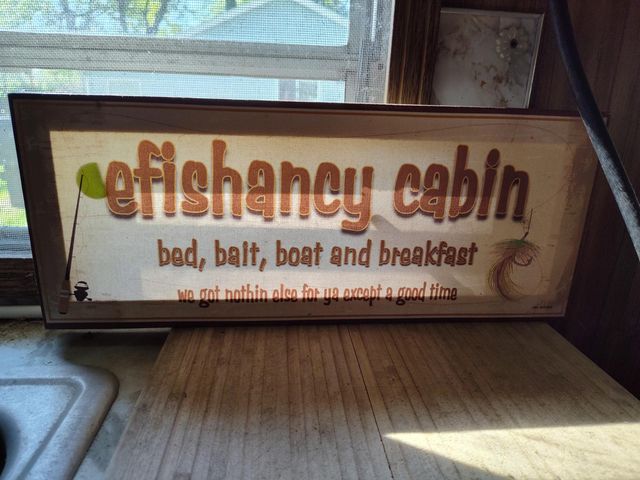 efishancy cabin
bed, bait, boat and breakfast
we got nothin else for ya except a good time